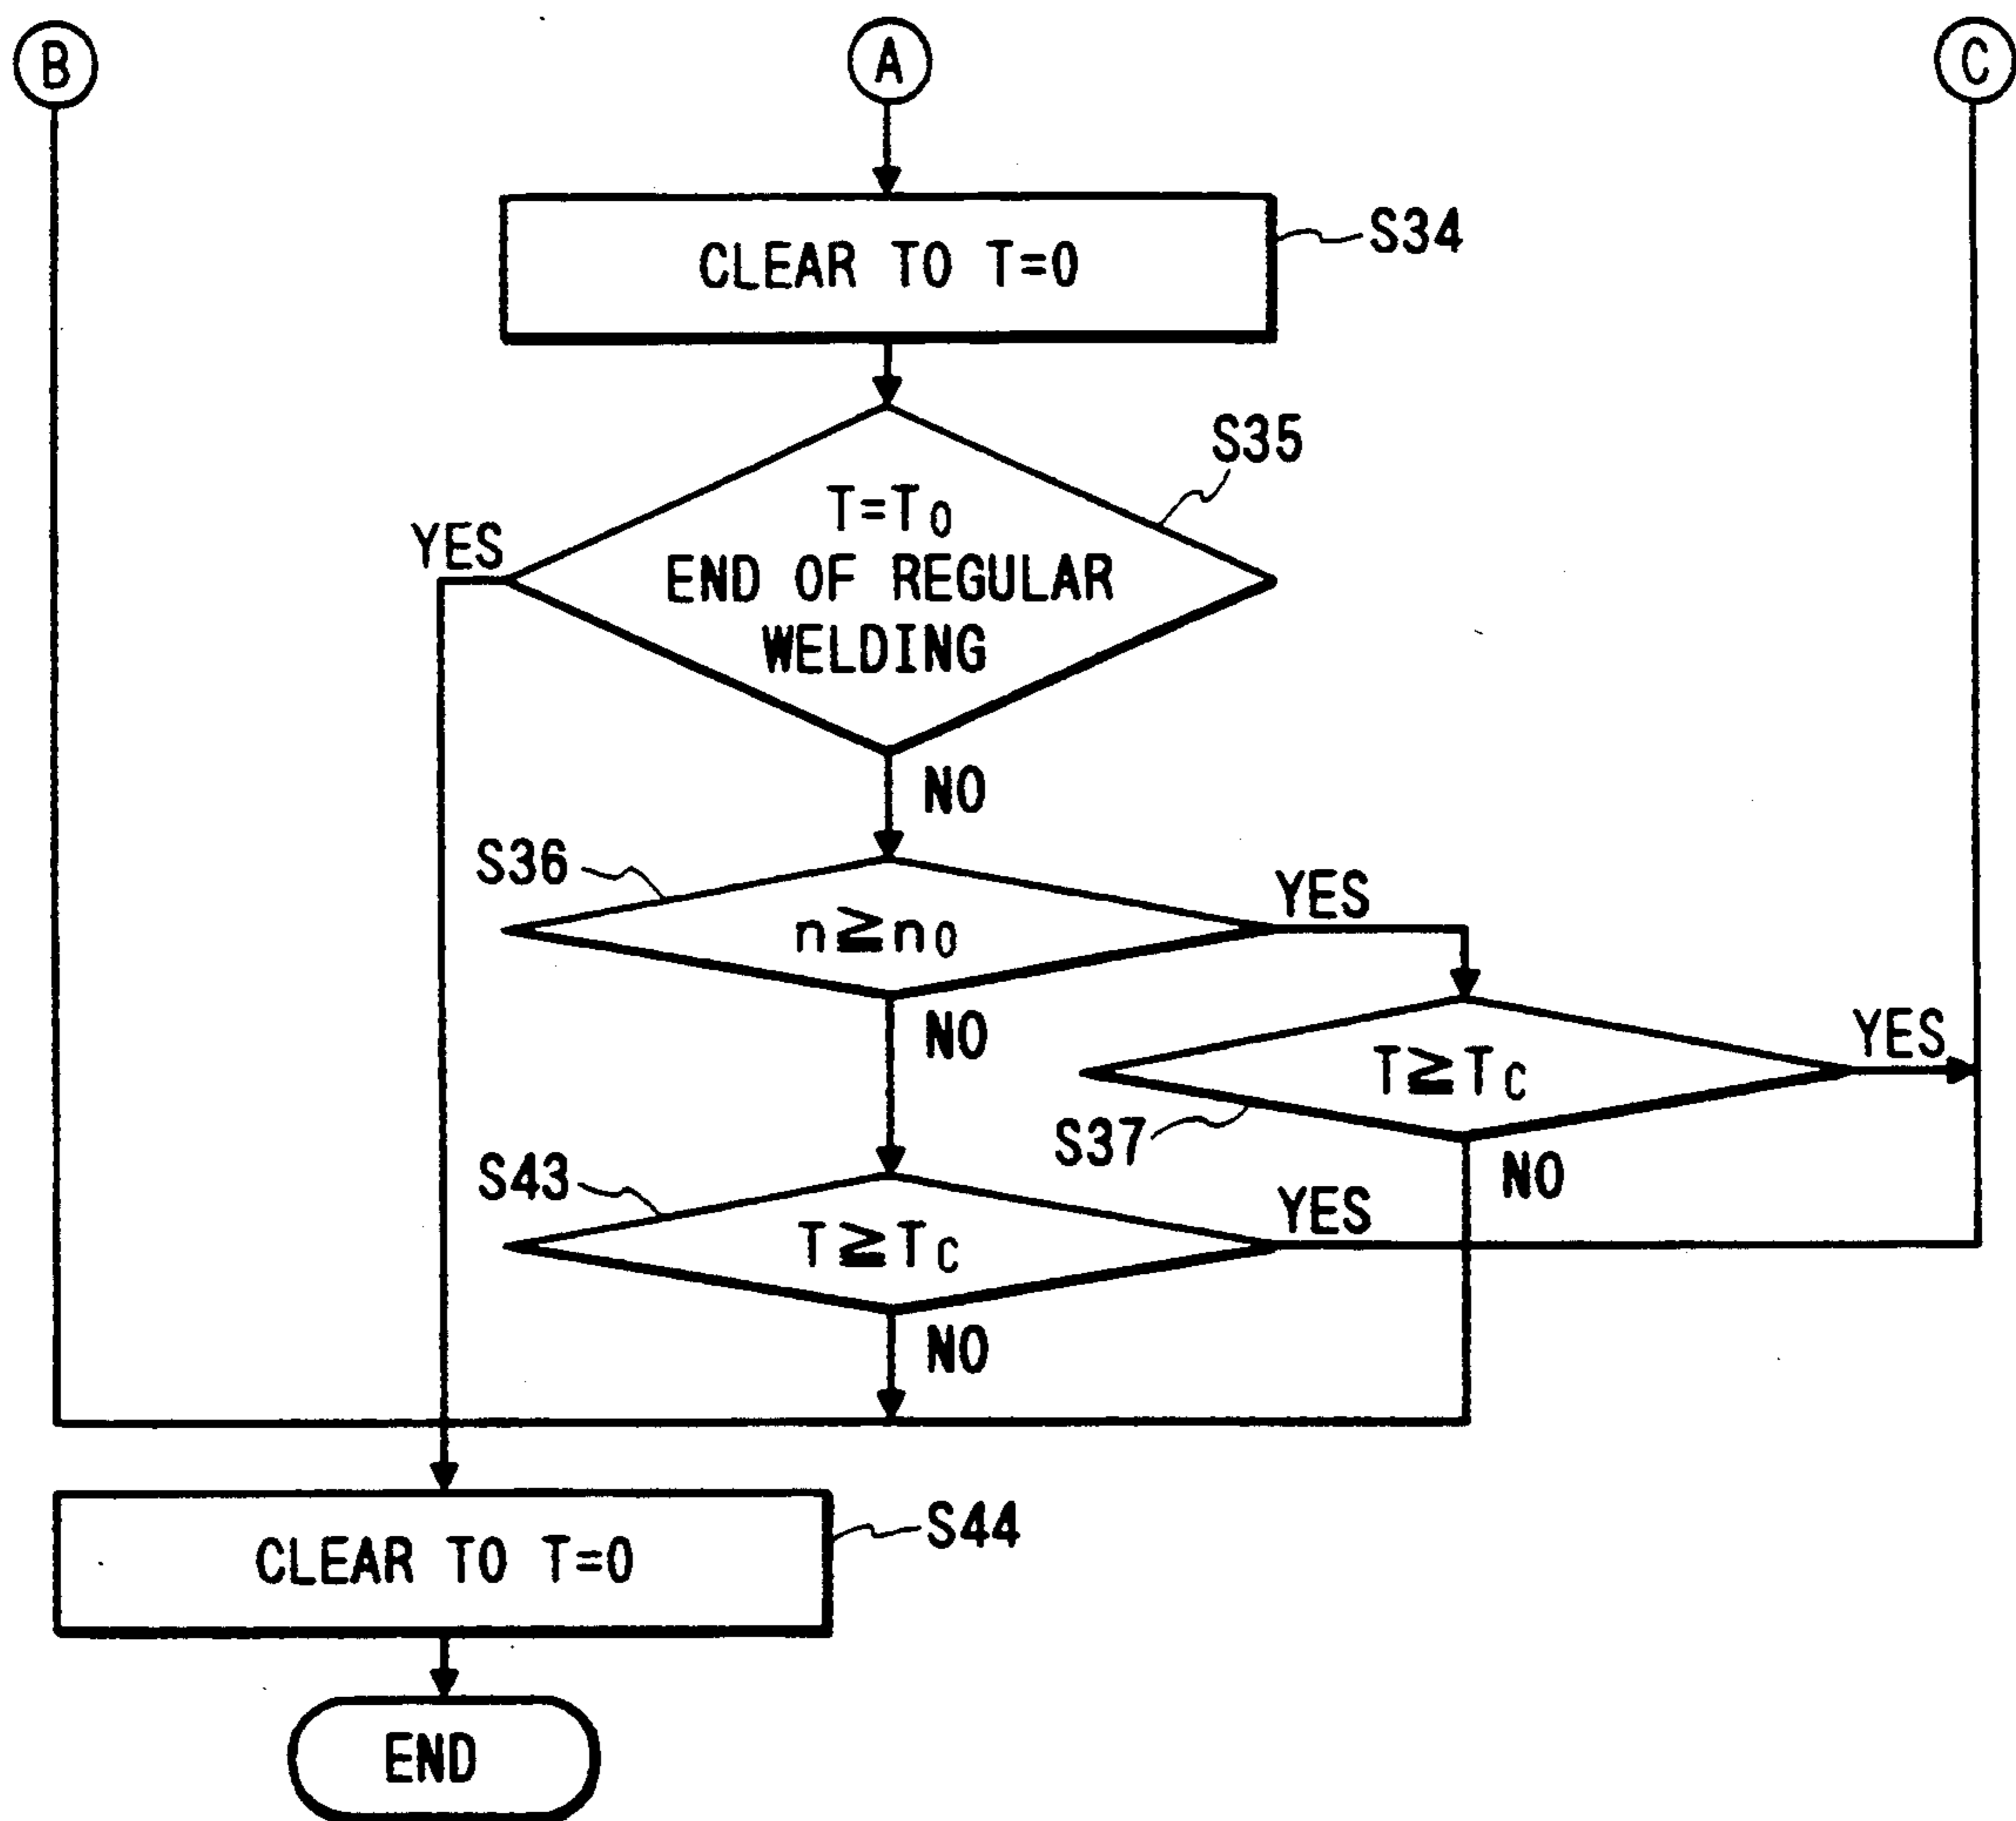 B
A
C
CLEAR TO T=0
S34
S35
T=T₀
END OF REGULAR
WELDING
YES
NO
S36
n≧n₀
YES
NO
T≧Tc
YES
S37
NO
S43
T≧Tc
YES
NO
CLEAR TO T=0
S44
END